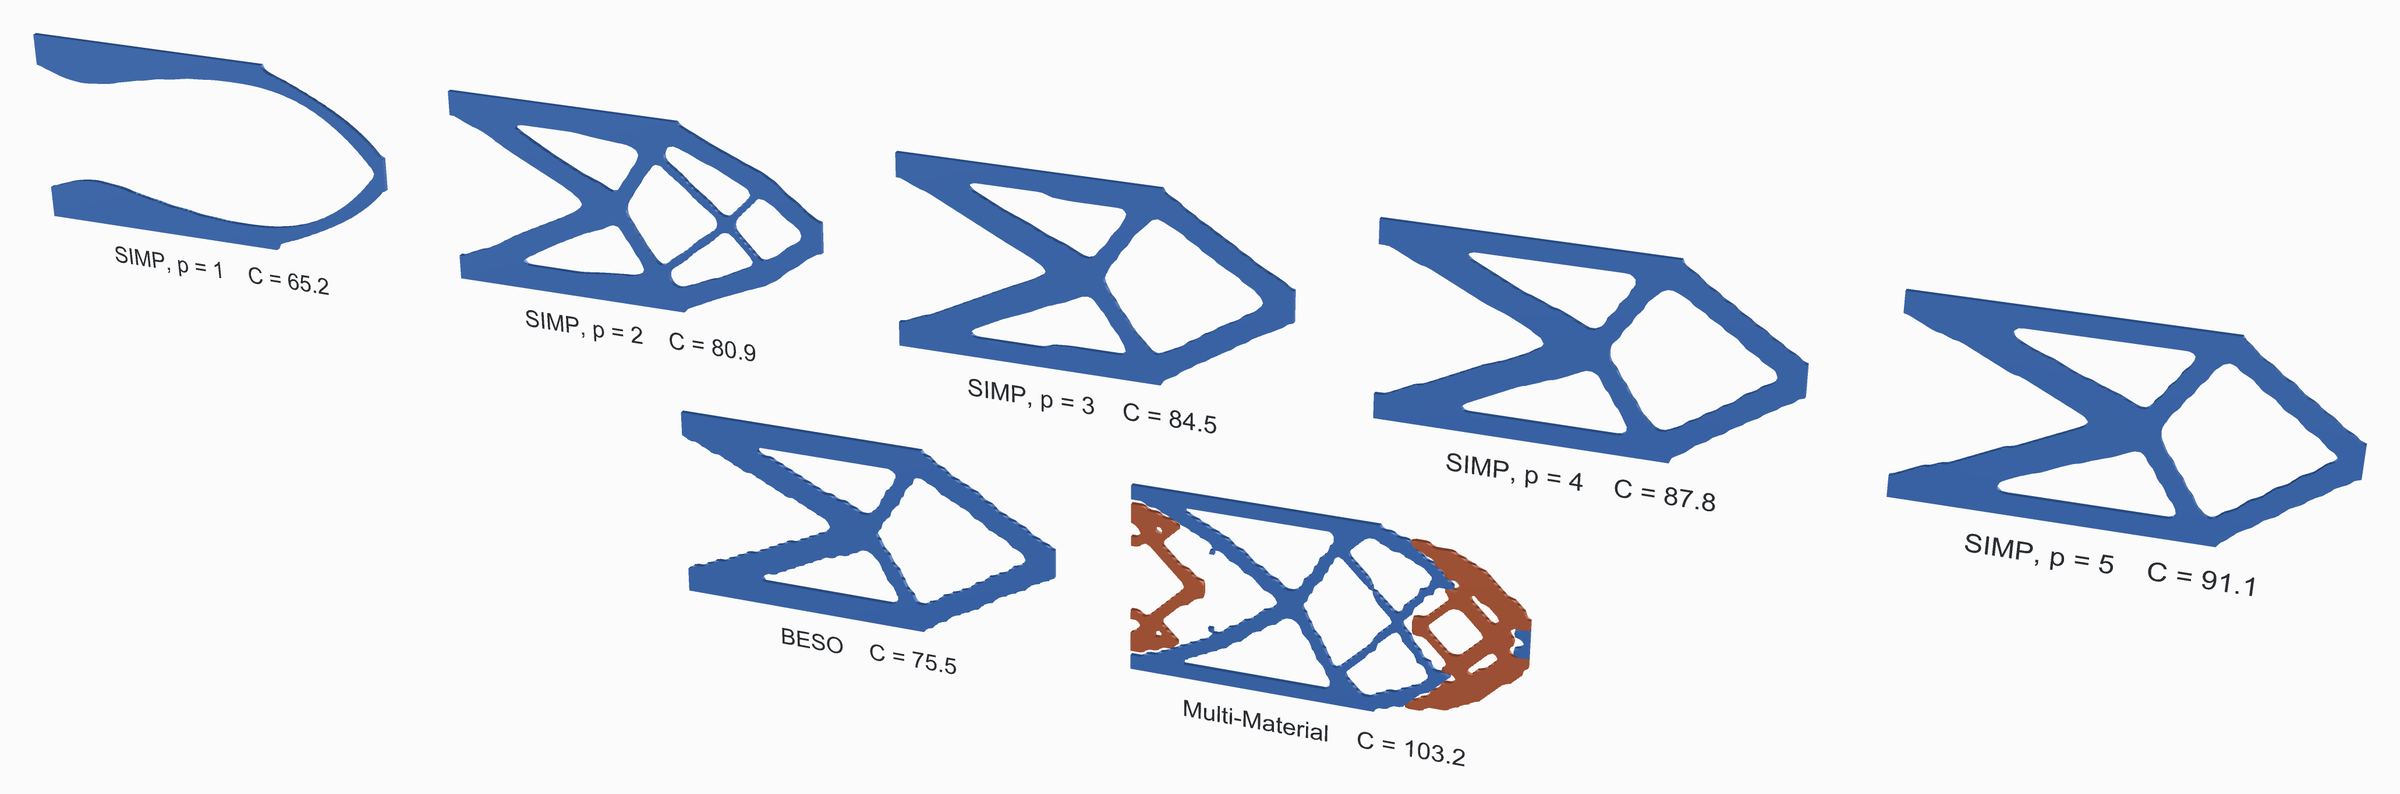 SIMP, p = 1 C = 65.2
SIMP, p = 2 C = 80.9
SIMP, p = 3 C = 84.5
SIMP, p = 4 C = 87.8
SIMP, p = 5 C = 91.1
BESO C = 75.5
Multi-Material C = 103.2